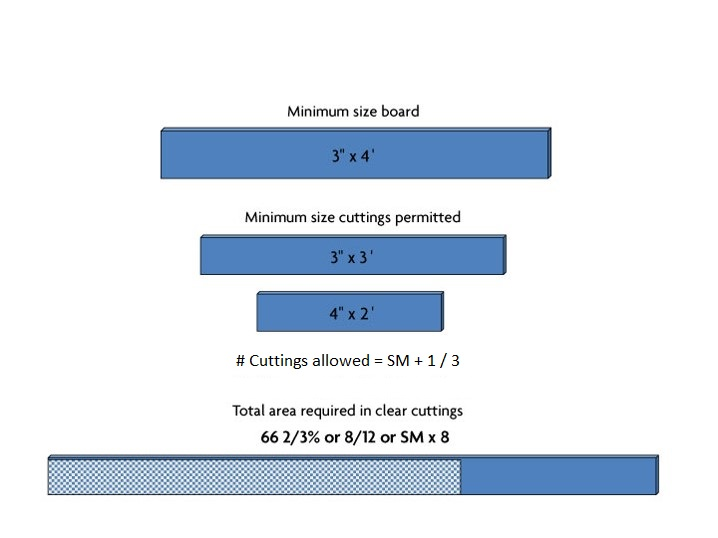 Minimum size board
3" x 4'
Minimum size cuttings permitted
3" x 3'
4" x 2'
# Cuttings allowed = SM + 1 / 3
Total area required in clear cuttings
66 2/3% or 8/12 or SM x 8